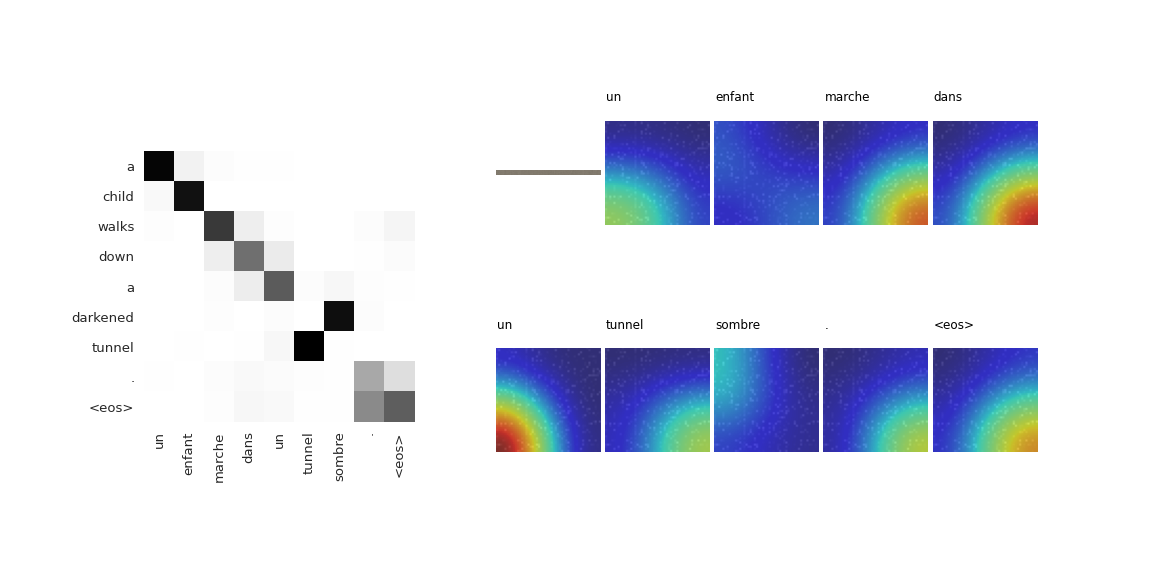 a
child
walks
down
a
darkened
tunnel
.
<eos>
un
enfant
marche
dans
un
tunnel
sombre
.
<eos>
un enfant marche dans
un tunnel sombre . <eos>